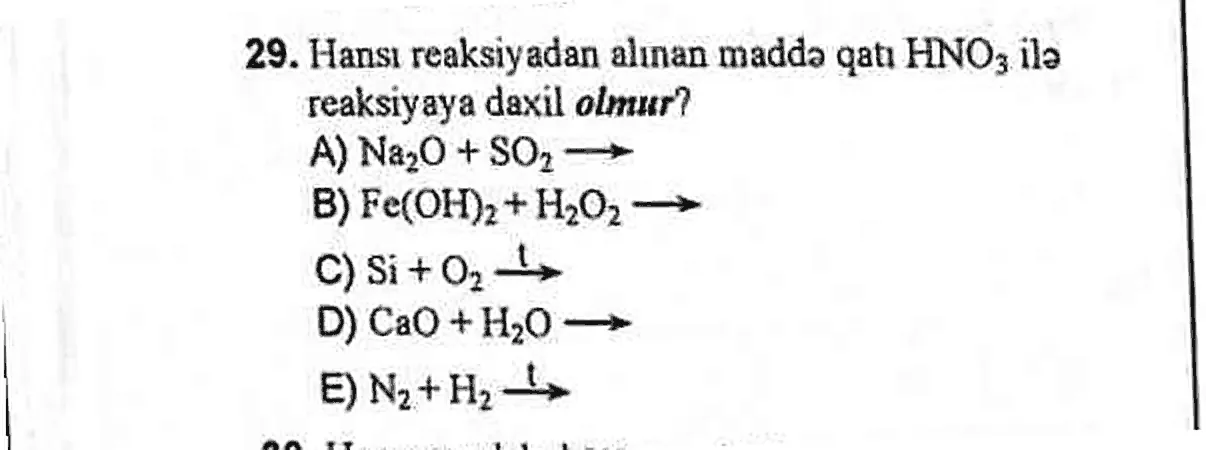 29. Hansı reaksiyadan alınan maddə qatı HNO₃ ilə
reaksiyaya daxil olmur?
A) Na₂O + SO₂ ⟶
B) Fe(OH)₂ + H₂O₂ ⟶
C) Si + O₂ —t→
D) CaO + H₂O ⟶
E) N₂ + H₂ —t→